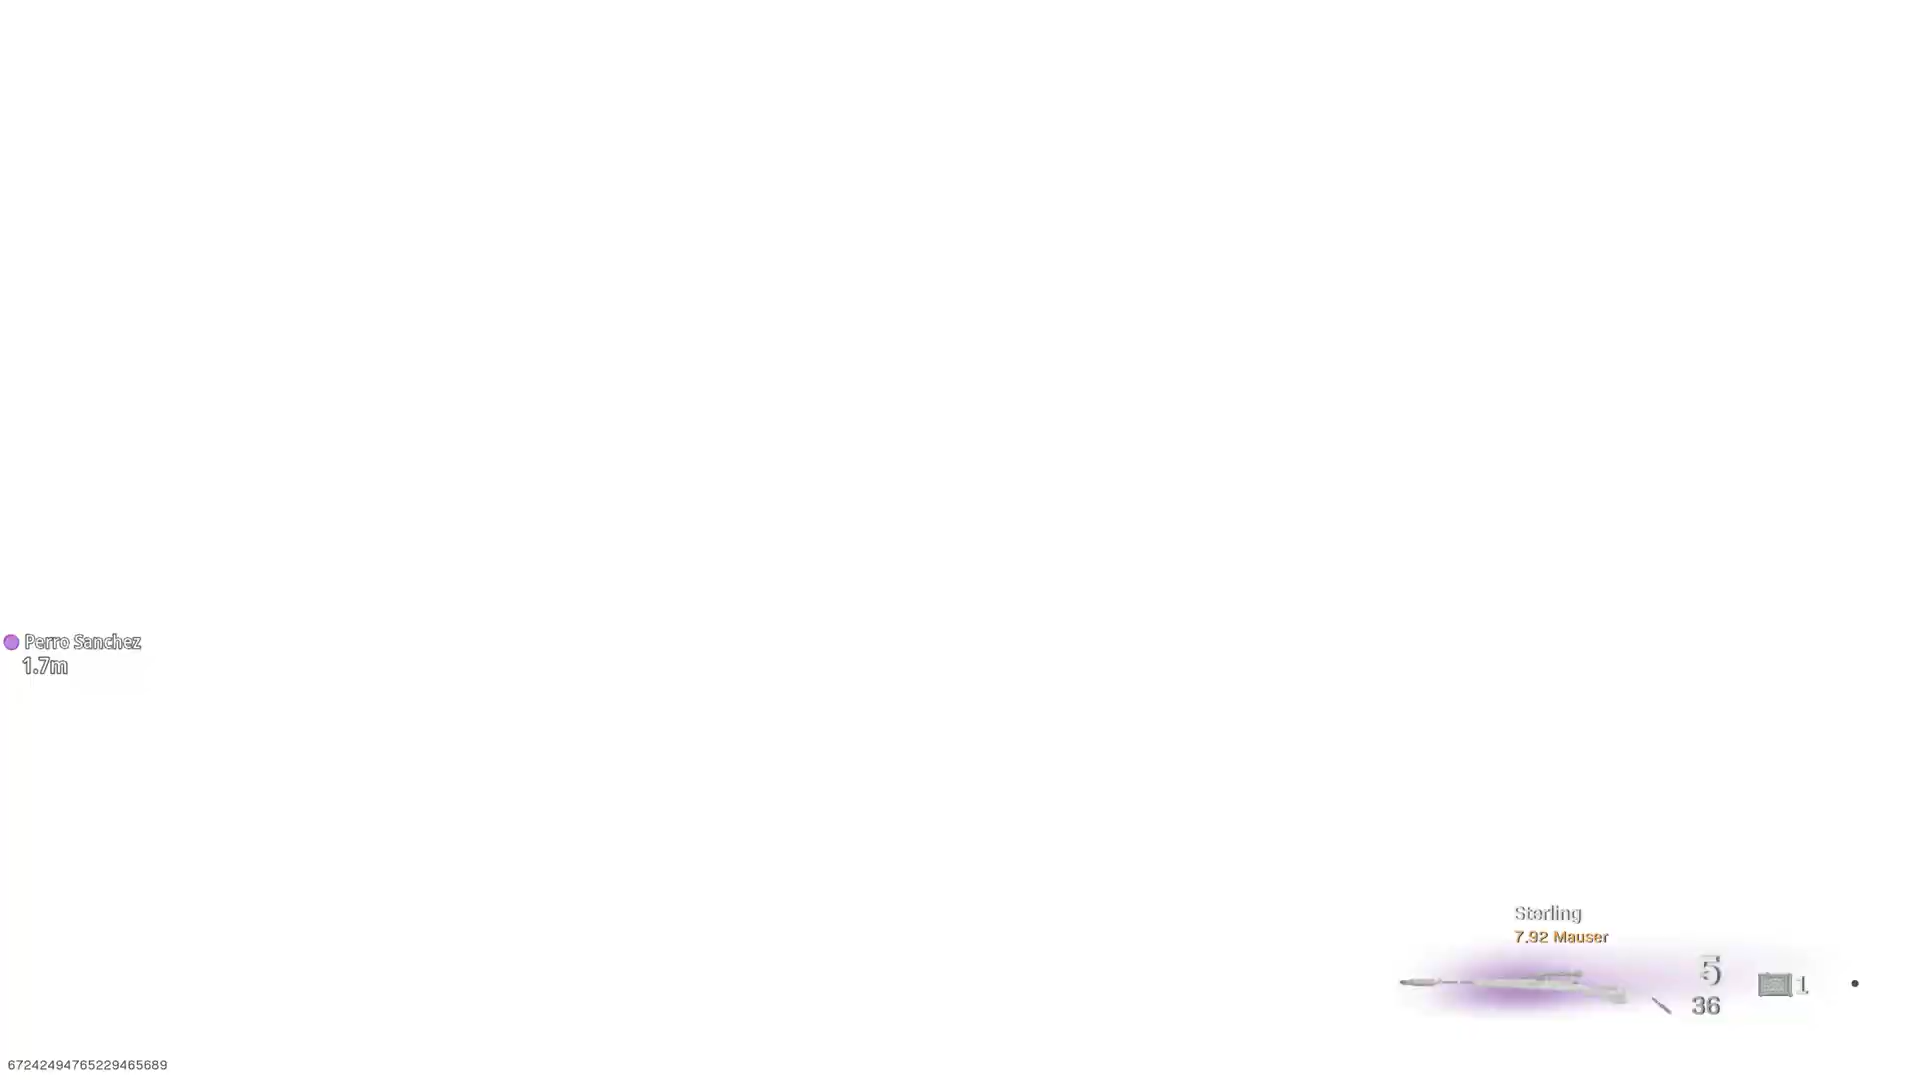 Perro Sanchez
1.7m
Sterling
7.92 Mauser
5
36
1
67242494765229465689